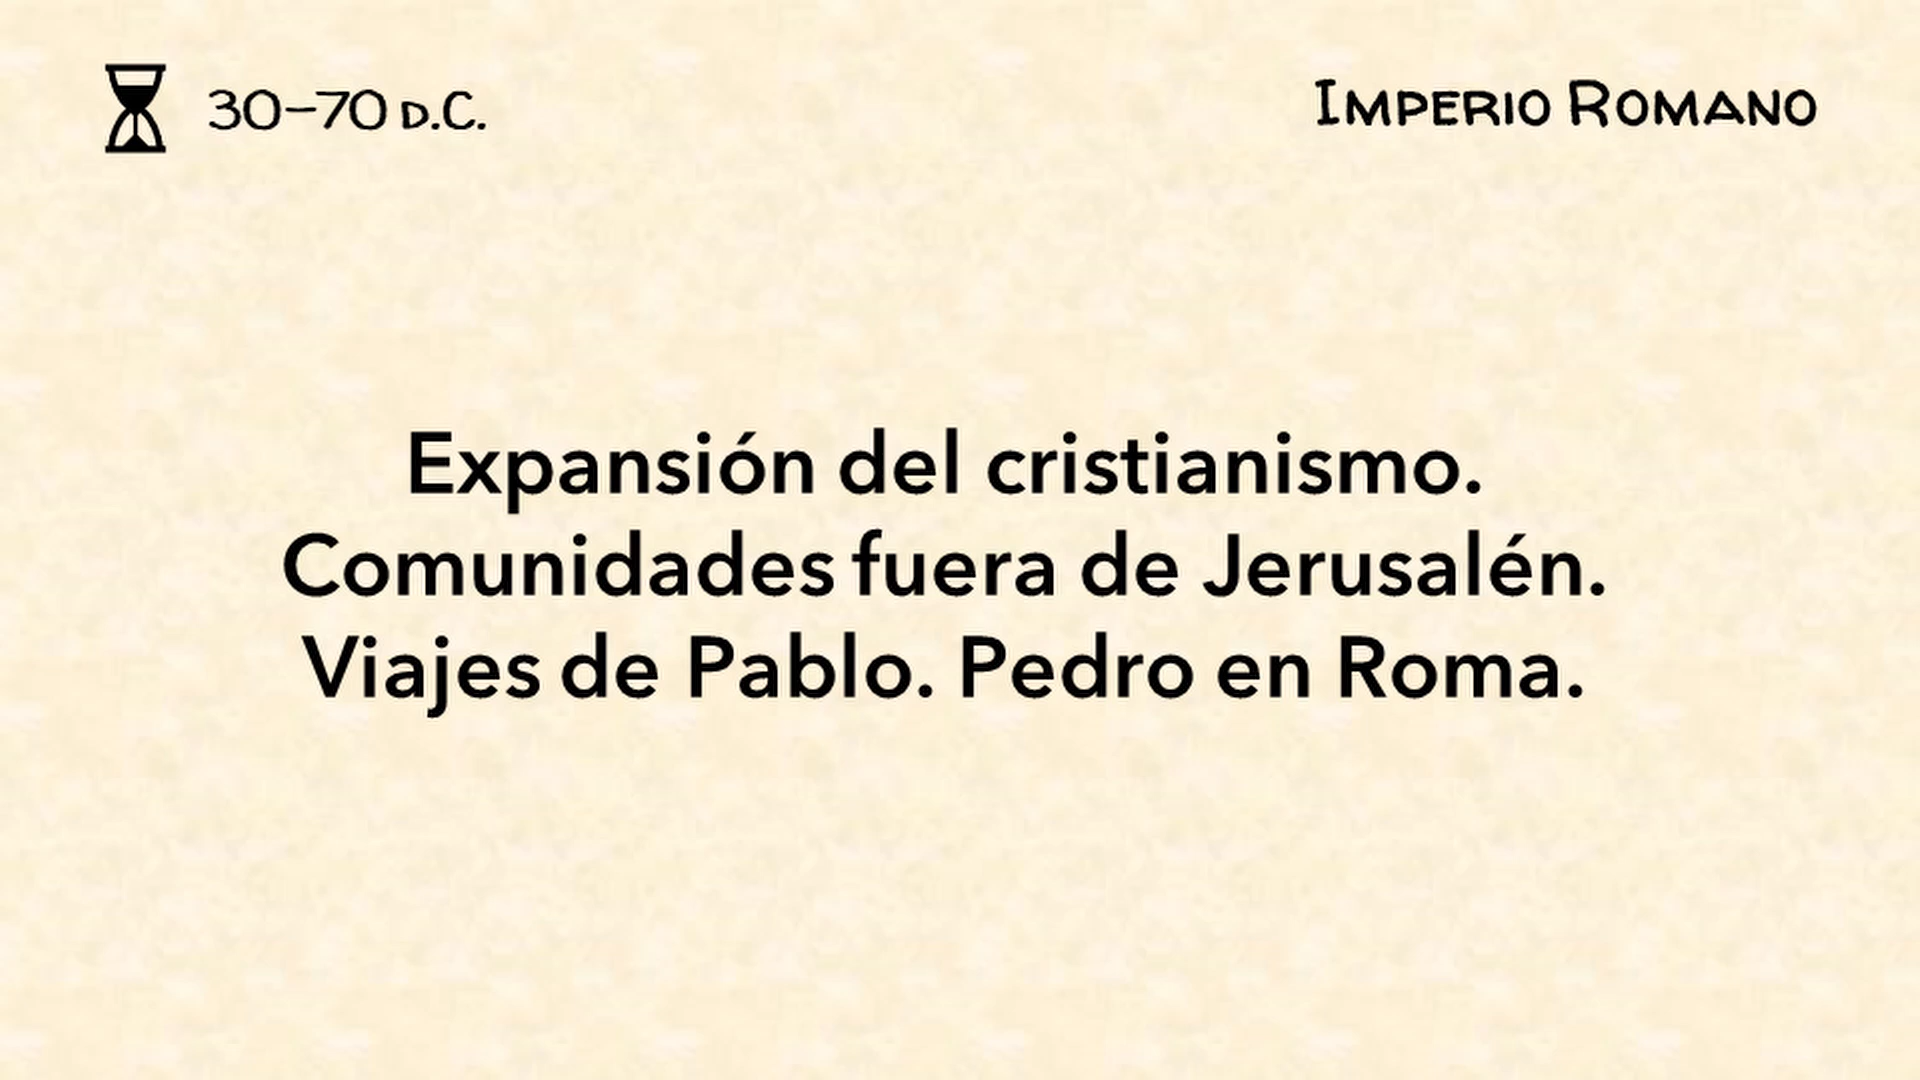 30–70 D.C.
IMPERIO ROMANO
Expansión del cristianismo.
Comunidades fuera de Jerusalén.
Viajes de Pablo. Pedro en Roma.